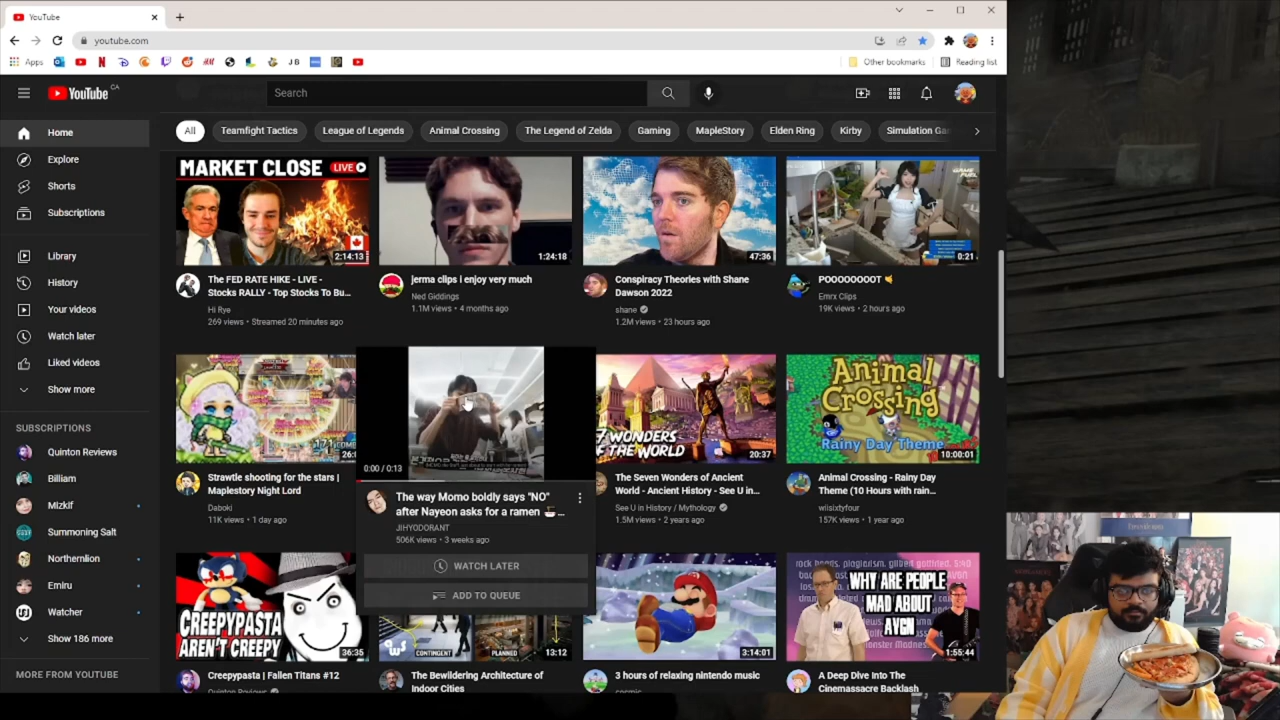 YouTube
youtube.com
Apps
J B
Other bookmarks
Reading list
YouTube CA
Search
Home
Explore
Shorts
Subscriptions
Library
History
Your videos
Watch later
Liked videos
Show more
SUBSCRIPTIONS
Quinton Reviews
Billiam
Mizkif
Summoning Salt
Northernlion
Emiru
Watcher
Show 186 more
MORE FROM YOUTUBE
All
Teamfight Tactics
League of Legends
Animal Crossing
The Legend of Zelda
Gaming
MapleStory
Elden Ring
Kirby
Simulation Ga
MARKET CLOSE
LIVE
2:14:13
The FED RATE HIKE - LIVE -
Stocks RALLY - Top Stocks To Bu...
Hi Rye
269 views • Streamed 20 minutes ago
1:24:18
jerma clips i enjoy very much
Ned Giddings
1.1M views • 4 months ago
47:36
Conspiracy Theories with Shane
Dawson 2022
shane
1.2M views • 23 hours ago
0:21
POOOOOOOT
Emrx Clips
19K views • 2 hours ago
Strawtle shooting for the stars |
Maplestory Night Lord
Daboki
11K views • 1 day ago
0:00 / 0:13
The way Momo boldly says "NO"
after Nayeon asks for a ramen
JIHYODORANT
506K views • 3 weeks ago
WATCH LATER
ADD TO QUEUE
7 WONDERS
OF THE WORLD
20:37
The Seven Wonders of Ancient
World - Ancient History - See U in...
See U in History / Mythology
1.5M views • 2 years ago
Animal
Crossing
Rainy Day Theme
10:00:01
Animal Crossing - Rainy Day
Theme (10 Hours with rain...
wiisixtyfour
157K views • 1 year ago
CREEPYPASTA
AREN'T CREEPY
36:35
Creepypasta | Fallen Titans #12
Quinton Reviews
CONTINGENT
PLANNED
13:12
The Bewildering Architecture of
Indoor Cities
3:14:01
3 hours of relaxing nintendo music
cosmic
WHY ARE PEOPLE
MAD ABOUT
AVGN
1:55:44
A Deep Dive Into The
Cinemassacre Backlash